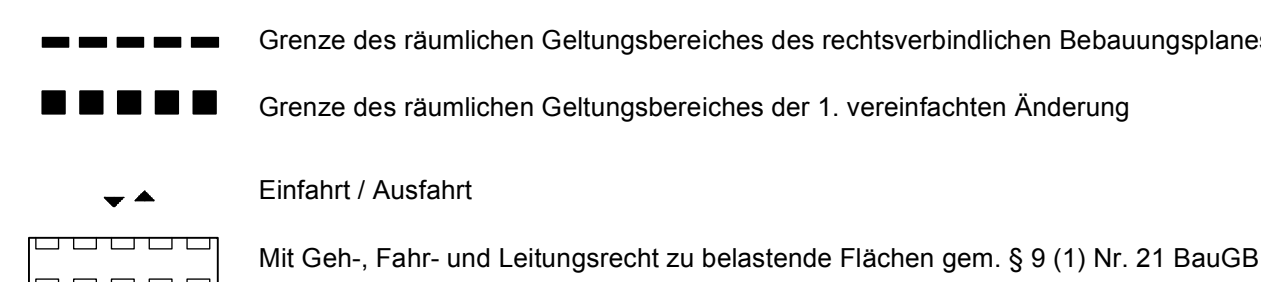 Grenze des räumlichen Geltungsbereiches des rechtsverbindlichen Bebauungsplanes
Grenze des räumlichen Geltungsbereiches der 1. vereinfachten Änderung
Einfahrt / Ausfahrt
Mit Geh-, Fahr- und Leitungsrecht zu belastende Flächen gem. § 9 (1) Nr. 21 BauGB